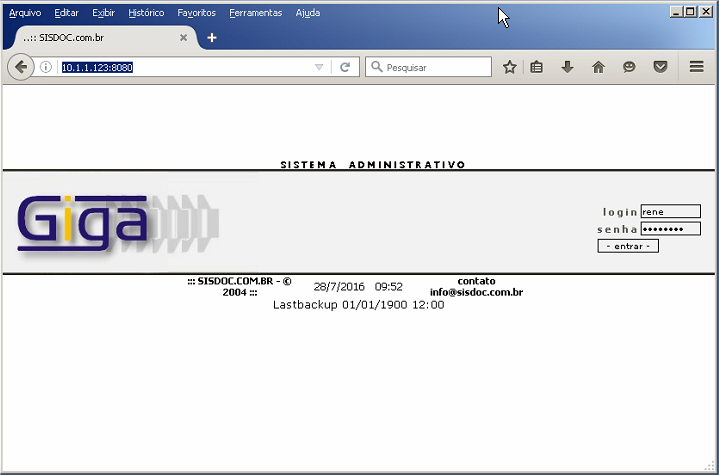 Arquivo Editar Exibir Histórico Favoritos Ferramentas Ajuda
..:: SISDOC.com.br
10.1.1.123:8080
Pesquisar
SISTEMA ADMINISTRATIVO
Giga
login rene
senha ••••••••
- entrar -
::: SISDOC.COM.BR - © 2004 :::
28/7/2016 09:52
contato
info@sisdoc.com.br
Lastbackup 01/01/1900 12:00